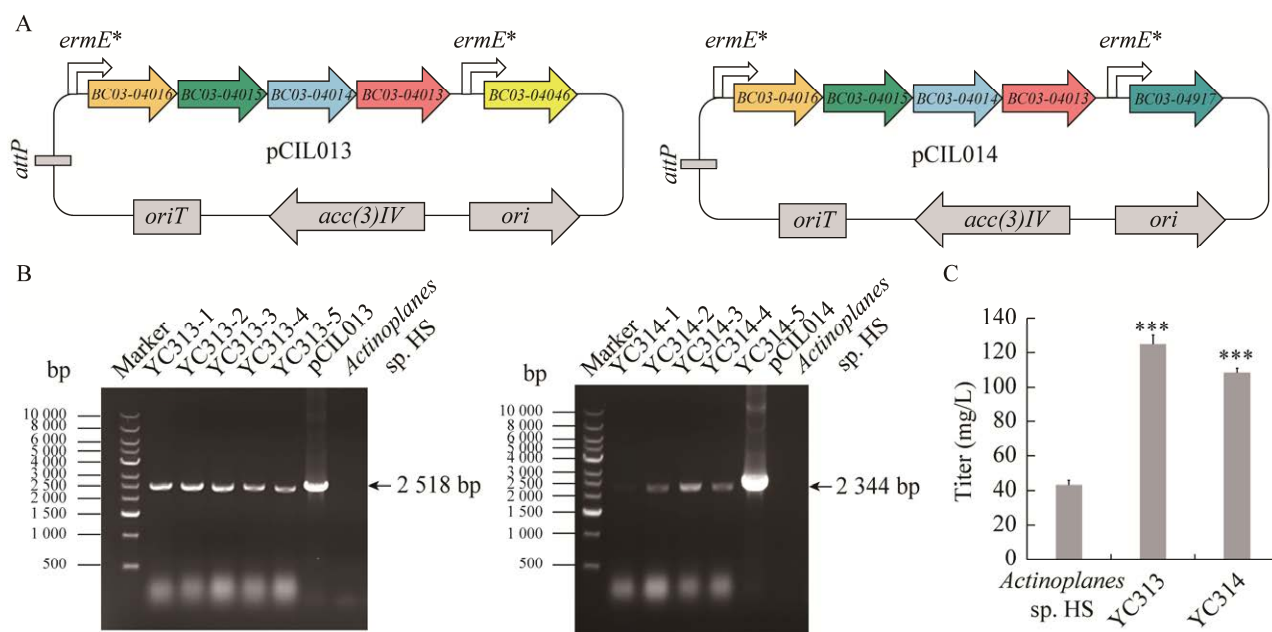 A
ermE* ermE* ermE* ermE*
BC03-04016 BC03-04015 BC03-04014 BC03-04013 BC03-04046
BC03-04016 BC03-04015 BC03-04014 BC03-04013 BC03-04917
pCIL013
pCIL014
attP
attP
oriT acc(3)IV ori
oriT acc(3)IV ori
B
bp
Marker
YC313-1
YC313-2
YC313-3
YC313-4
YC313-5
pCIL013
Actinoplanes
sp. HS
10 000
8 000
6 000
5 000
4 000
3 000
2 500
2 000
1 500
1 000
500
2 518 bp
bp
Marker
YC314-1
YC314-2
YC314-3
YC314-4
YC314-5
pCIL014
Actinoplanes
sp. HS
10 000
8 000
6 000
5 000
4 000
3 000
2 500
2 000
1 500
1 000
500
2 344 bp
C
Titer (mg/L)
140
120
100
80
60
40
20
0
***
***
Actinoplanes
sp. HS
YC313
YC314